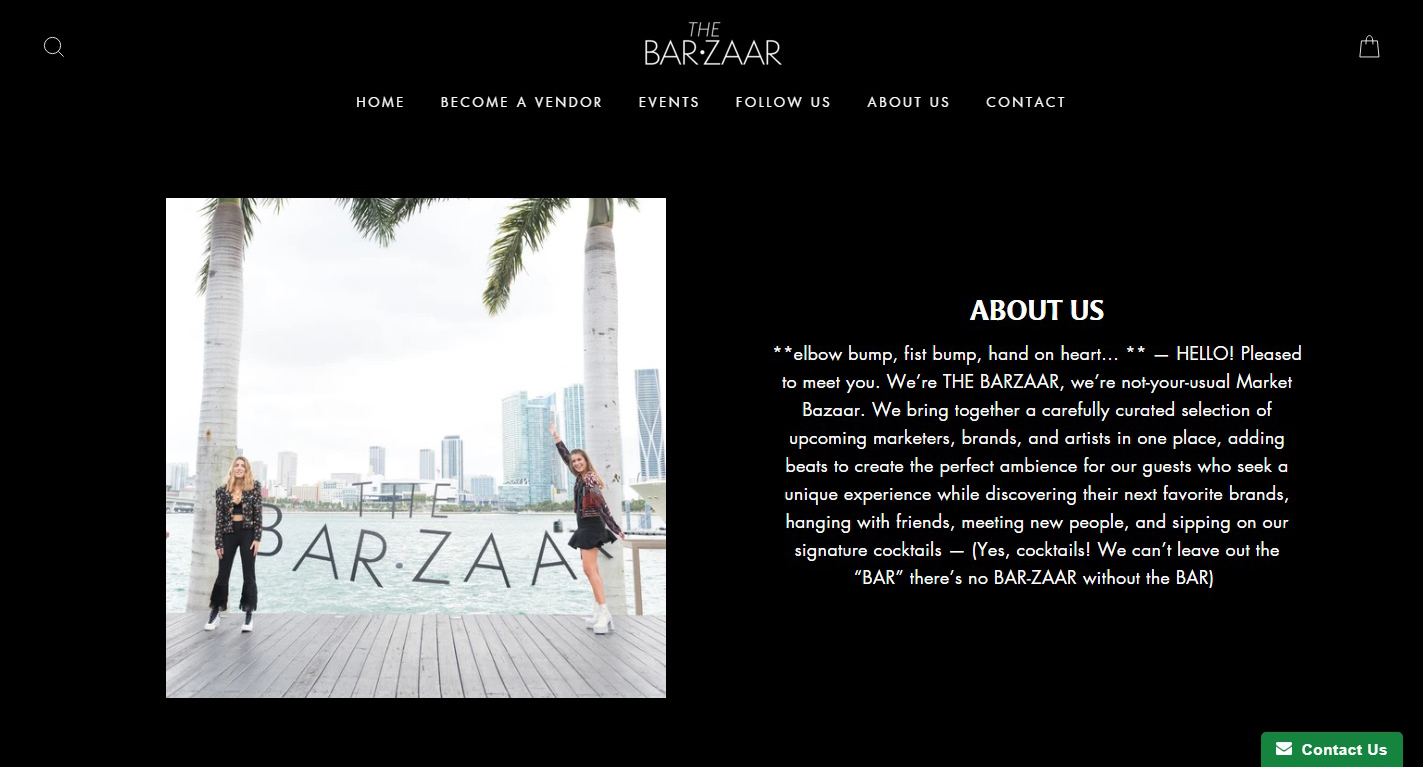 THE
BAR•ZAAR
HOME BECOME A VENDOR EVENTS FOLLOW US ABOUT US CONTACT
THE
BAR•ZAAR
ABOUT US
**elbow bump, fist bump, hand on heart... ** — HELLO! Pleased
to meet you. We’re THE BARZAAR, we’re not-your-usual Market
Bazaar. We bring together a carefully curated selection of
upcoming marketers, brands, and artists in one place, adding
beats to create the perfect ambience for our guests who seek a
unique experience while discovering their next favorite brands,
hanging with friends, meeting new people, and sipping on our
signature cocktails — (Yes, cocktails! We can’t leave out the
“BAR” there’s no BAR-ZAAR without the BAR)
Contact Us